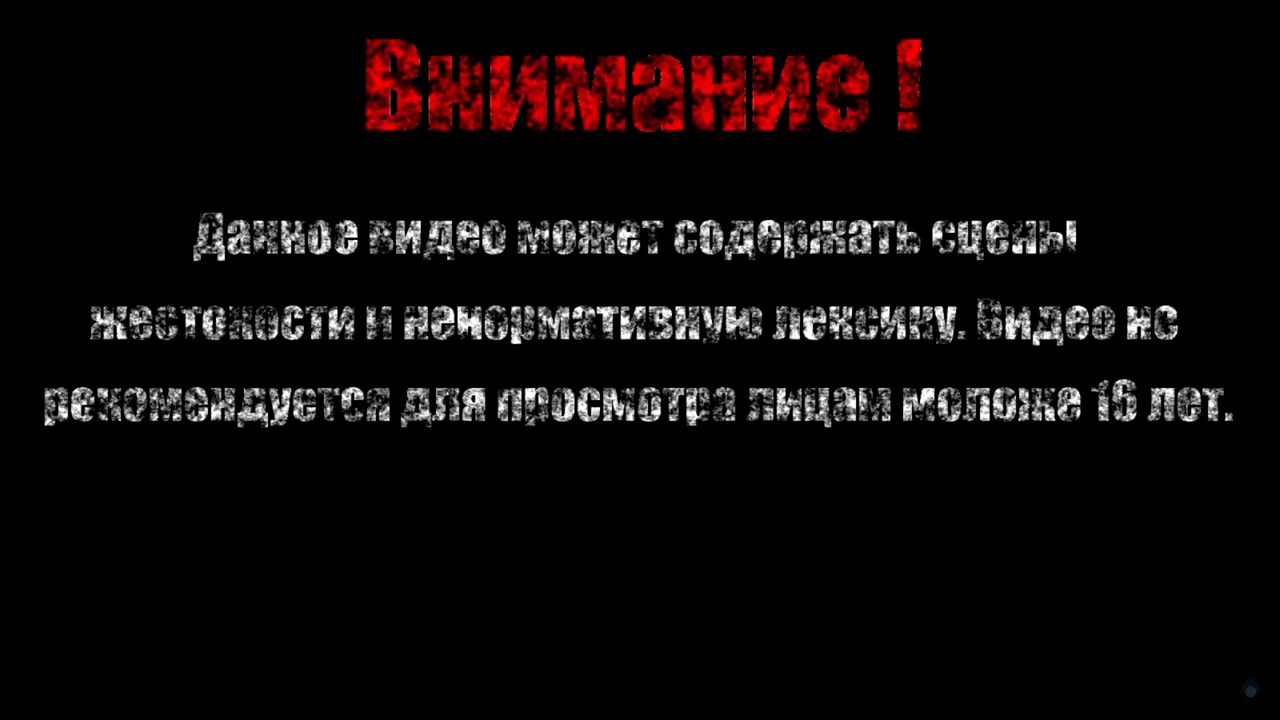 Внимание !
Данное видео может содержать сцены
жестокости и ненормативную лексику. Видео не
рекомендуется для просмотра лицам моложе 16 лет.